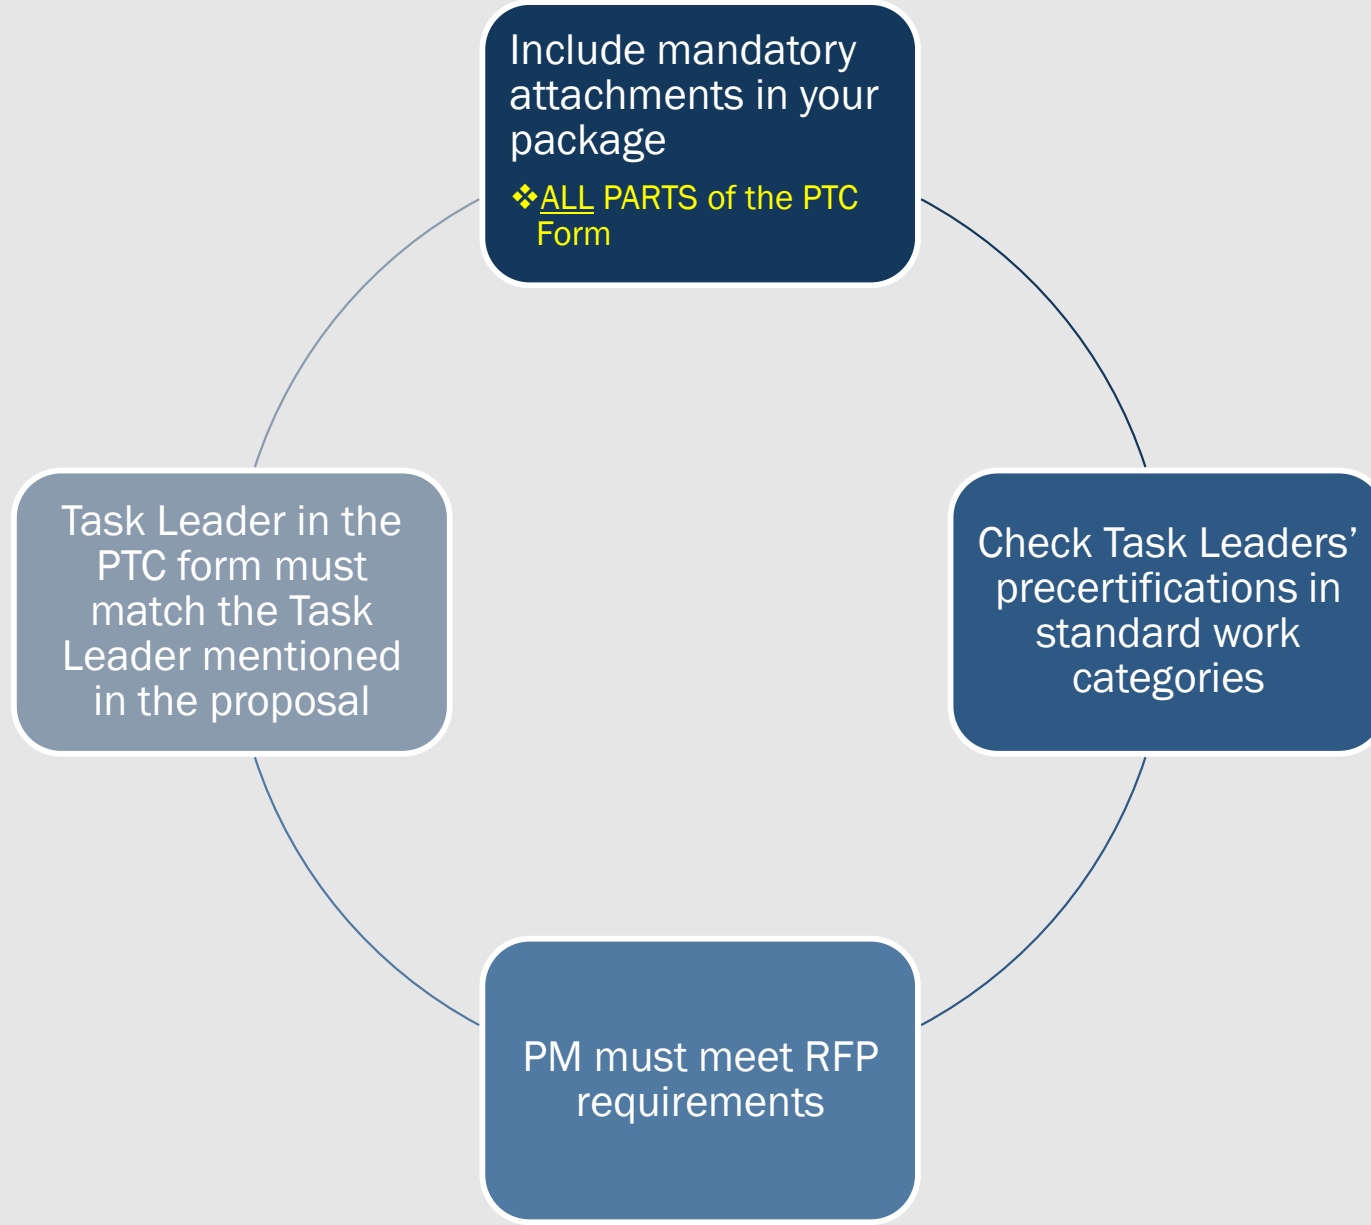 Include mandatory
attachments in your
package
❖ALL PARTS of the PTC
Form
Task Leader in the
PTC form must
match the Task
Leader mentioned
in the proposal
Check Task Leaders’
precertifications in
standard work
categories
PM must meet RFP
requirements